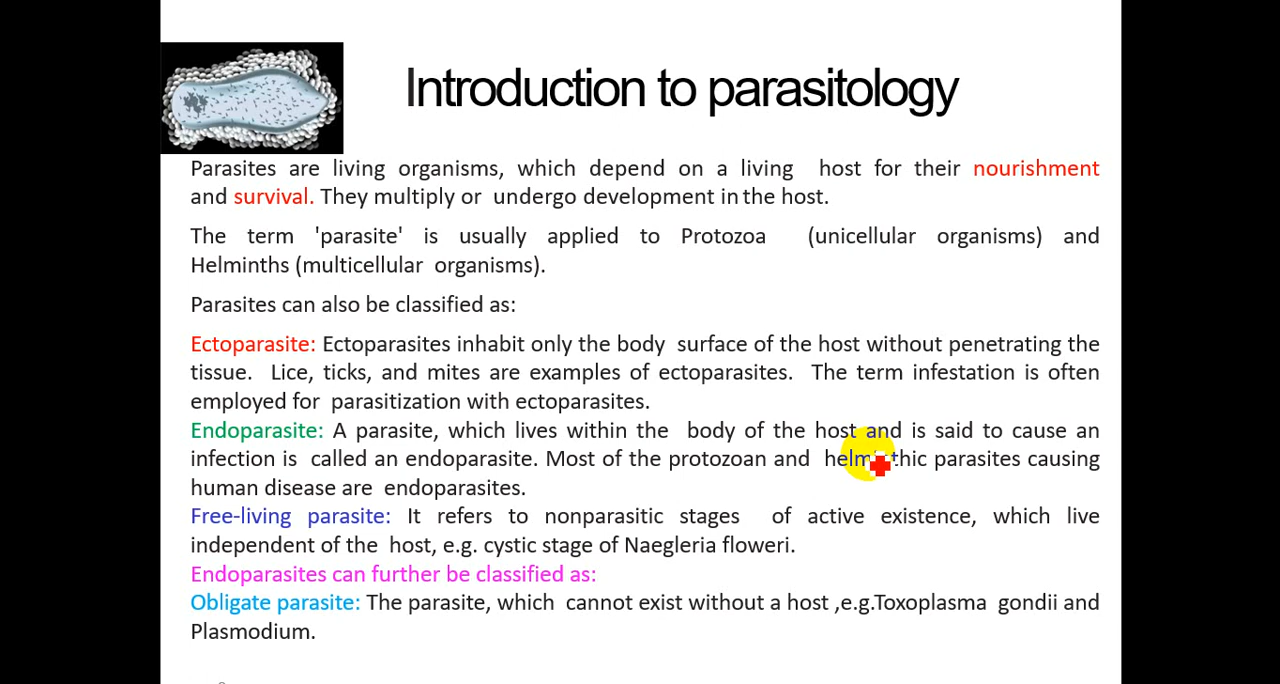 Introduction to parasitology
Parasites are living organisms, which depend on a living host for their nourishment
and survival. They multiply or undergo development in the host.
The term 'parasite' is usually applied to Protozoa (unicellular organisms) and
Helminths (multicellular organisms).
Parasites can also be classified as:
Ectoparasite: Ectoparasites inhabit only the body surface of the host without penetrating the
tissue. Lice, ticks, and mites are examples of ectoparasites. The term infestation is often
employed for parasitization with ectoparasites.
Endoparasite: A parasite, which lives within the body of the host and is said to cause an
infection is called an endoparasite. Most of the protozoan and helminthic parasites causing
human disease are endoparasites.
Free-living parasite: It refers to nonparasitic stages of active existence, which live
independent of the host, e.g. cystic stage of Naegleria floweri.
Endoparasites can further be classified as:
Obligate parasite: The parasite, which cannot exist without a host ,e.g.Toxoplasma gondii and
Plasmodium.